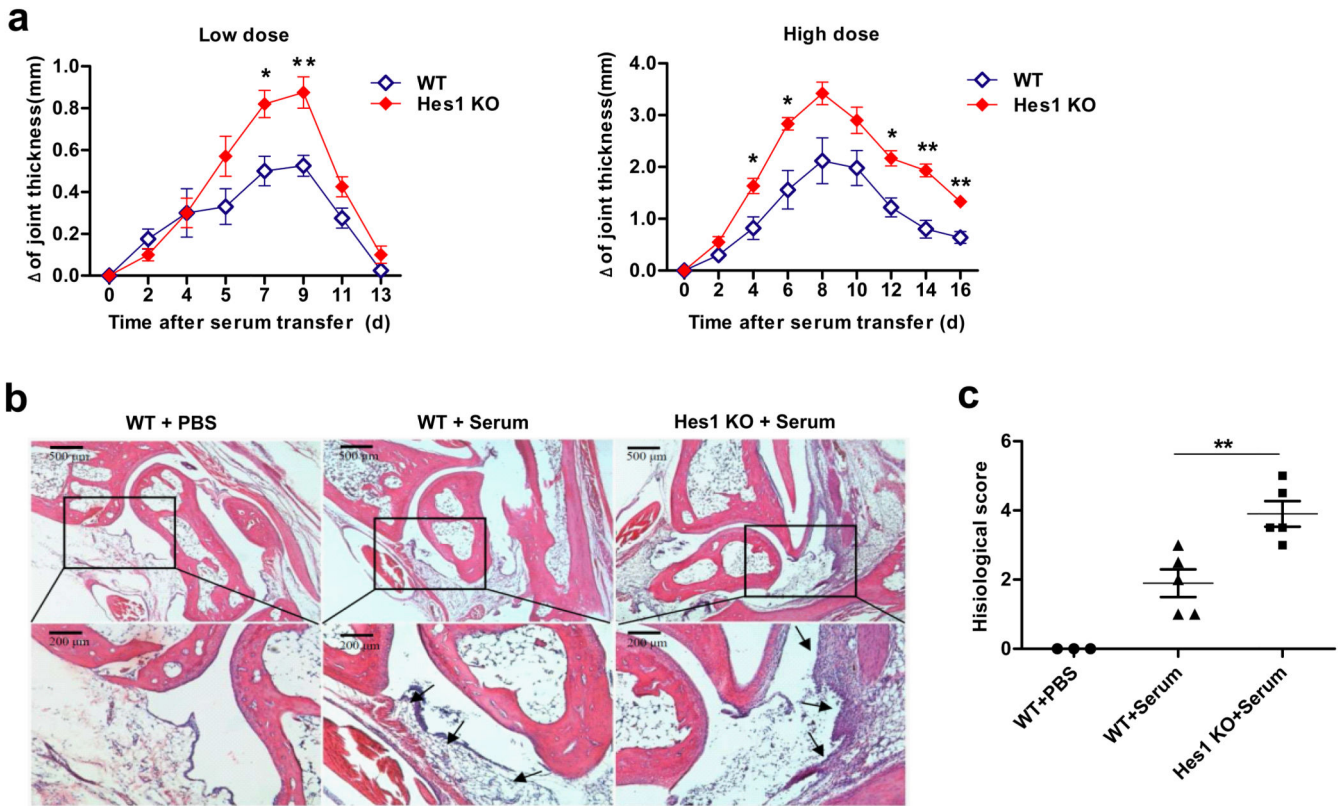 a
Low dose
Δ of joint thickness(mm)
1.0
0.8
0.6
0.4
0.2
0.0
*
**
WT
Hes1 KO
0 2 4 5 7 9 11 13
Time after serum transfer (d)
High dose
Δ of joint thickness(mm)
4.0
3.0
2.0
1.0
0.0
*
*
*
**
**
WT
Hes1 KO
0 2 4 6 8 10 12 14 16
Time after serum transfer (d)
b
WT + PBS
WT + Serum
Hes1 KO + Serum
500 μm
500 μm
500 μm
200 μm
200 μm
200 μm
c
Hisiological score
6
4
2
0
**
WT+PBS
WT+Serum
Hes1 KO+Serum